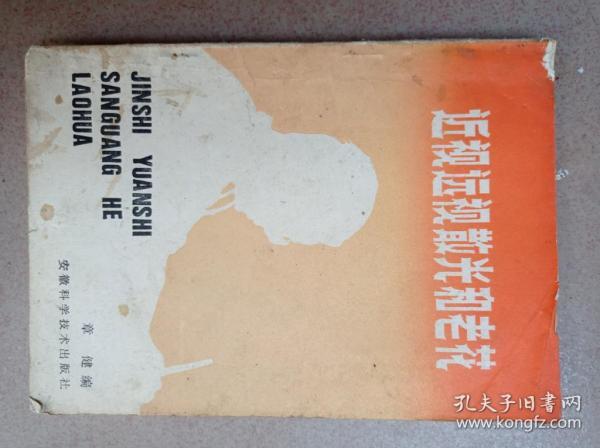 近视远视散光和老花
JINSHI YUANSHI
SANGUANG HE
LAOHUA
章健编
安徽科学技术出版社
孔夫子旧书网
www.kongfz.com